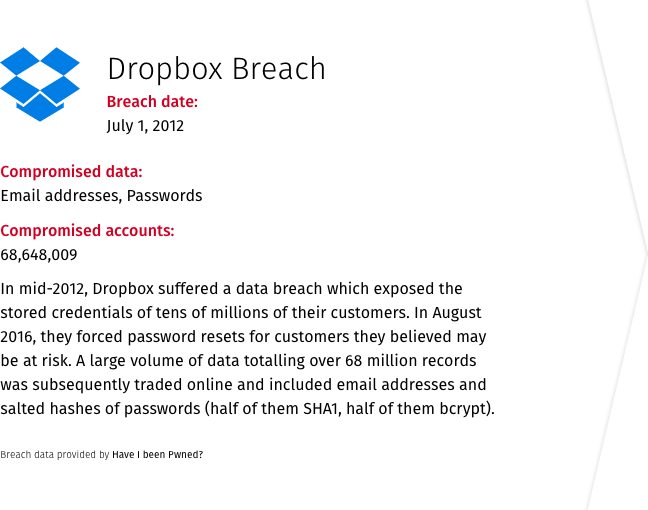 Dropbox Breach
Breach date:
July 1, 2012
Compromised data:
Email addresses, Passwords
Compromised accounts:
68,648,009
In mid-2012, Dropbox suffered a data breach which exposed the
stored credentials of tens of millions of their customers. In August
2016, they forced password resets for customers they believed may
be at risk. A large volume of data totalling over 68 million records
was subsequently traded online and included email addresses and
salted hashes of passwords (half of them SHA1, half of them bcrypt).
Breach data provided by Have I been Pwned?